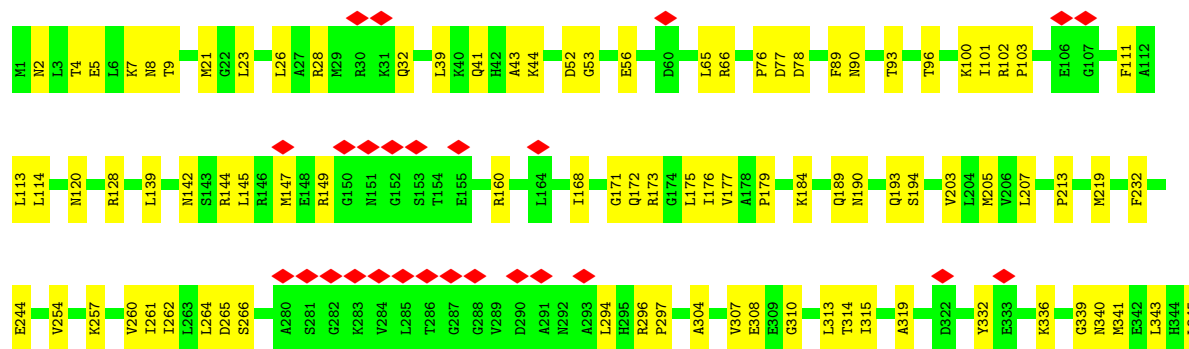 M1 N2 L3 T4 E5 L6 K7 N8 T9 M21 G22 L23 L26 A27 R28 M29 R30 K31 Q32 L39 K40 Q41 H42 A43 K44 D52 G53 E56 D60 L65 R66 P76 D77 D78 F89 N90 T93 T96 K100 I101 R102 P103 E106 G107 F111 A112
L113 L114 N120 R128 L139 N142 S143 R144 L145 R146 M147 E148 R149 G150 N151 G152 S153 T154 E155 R160 L164 I168 G171 Q172 R173 G174 L175 I176 V177 A178 P179 K184 Q189 N190 Q193 S194 V203 L204 M205 V206 L207 P213 M219 F232
E244 V254 K257 V260 I261 I262 L263 L264 D265 S266 A280 S281 G282 K283 V284 L285 T286 G287 G288 V289 D290 A291 N292 A293 L294 H295 R296 P297 A304 V307 E308 E309 G310 L313 T314 I315 A319 D322 Y332 E333 K336 G339 N340 M341 E342 L343 H344